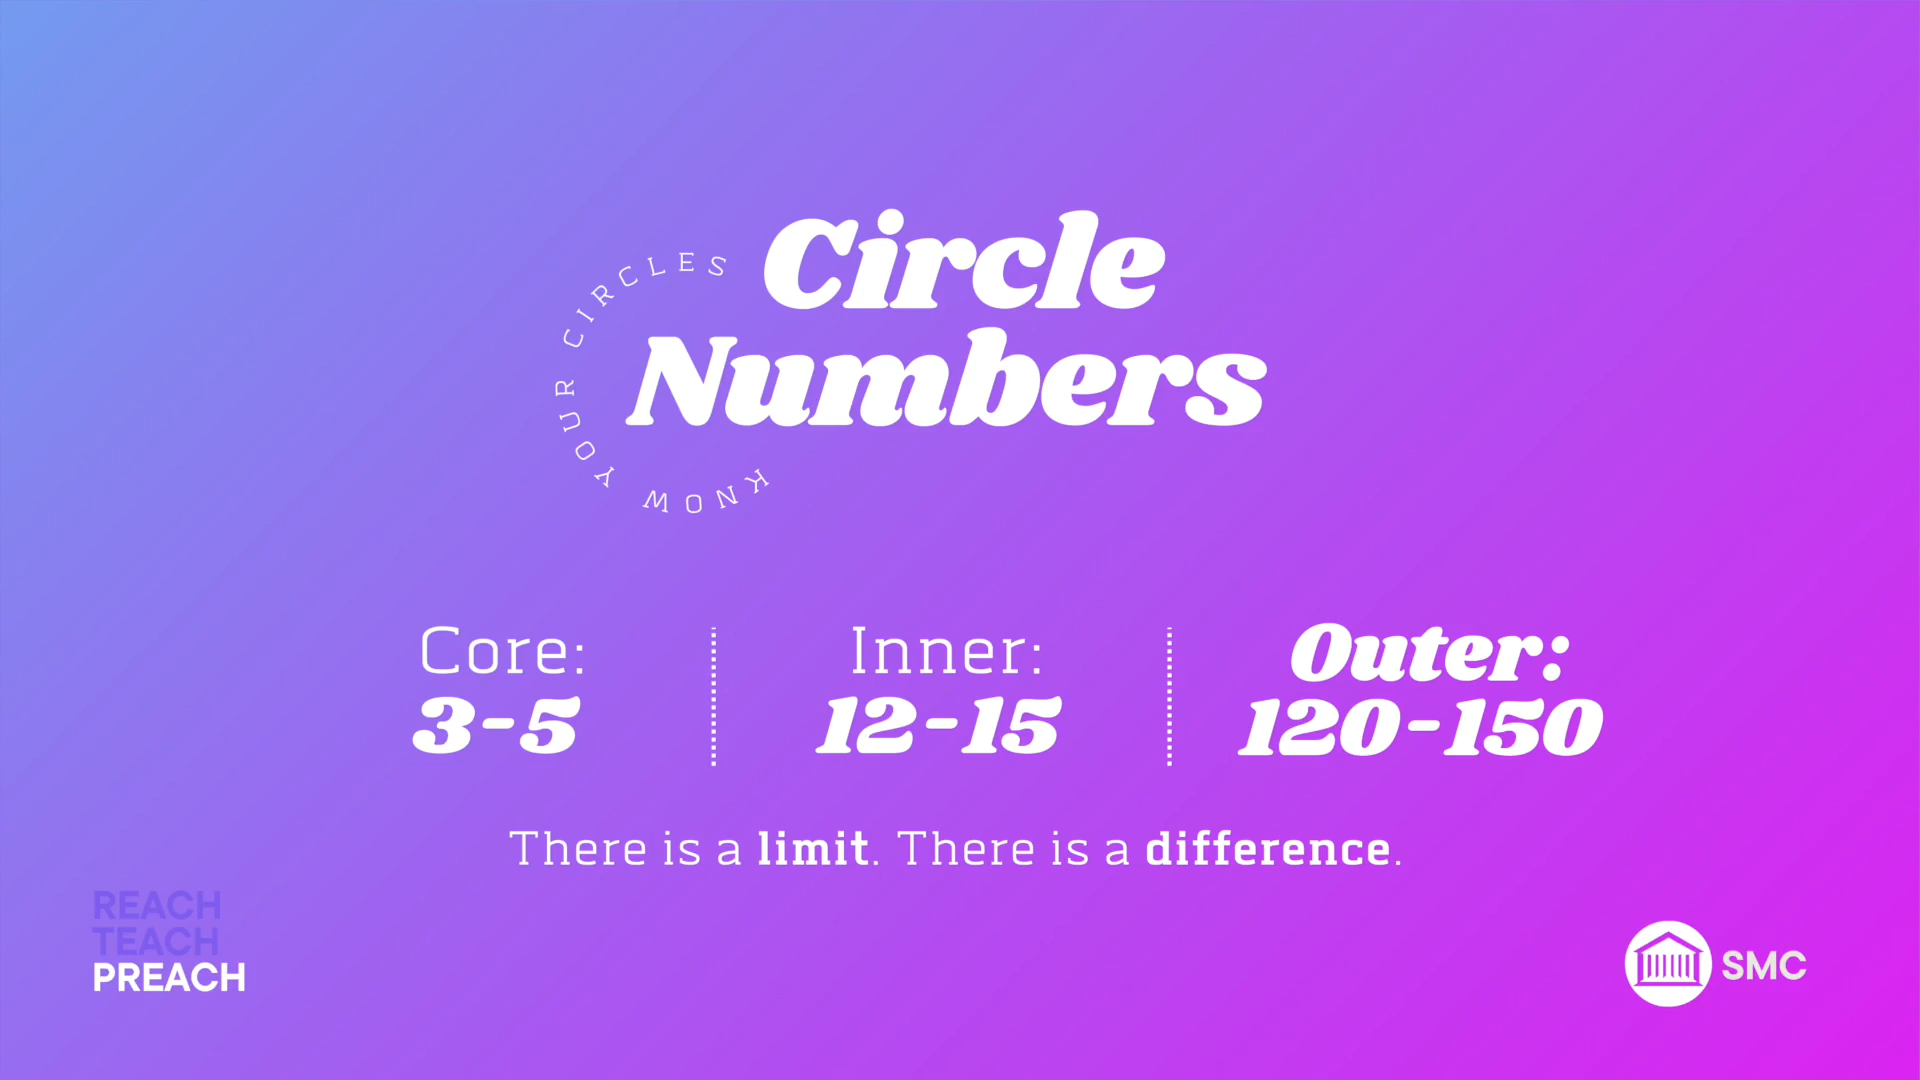 KNOW YOUR CIRCLES
Circle
Numbers
Core:
3-5
Inner:
12-15
Outer:
120-150
There is a limit. There is a difference.
REACH
TEACH
PREACH
SMC